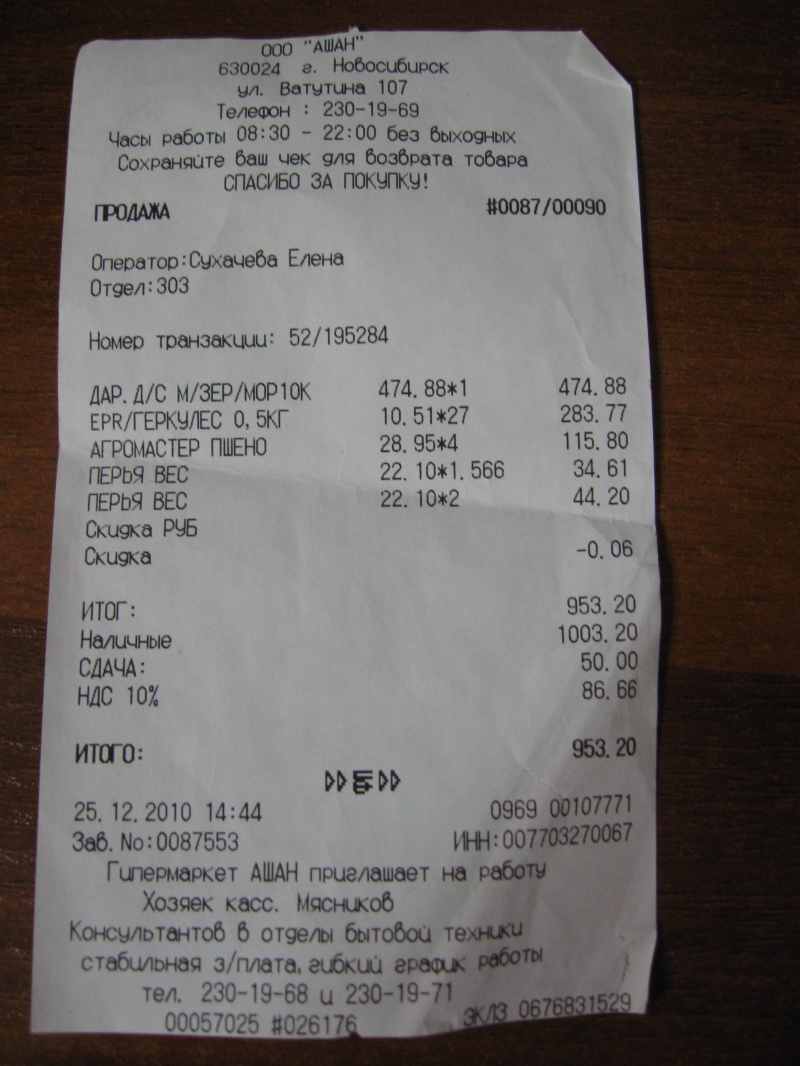 ООО "АШАН"
630024 г. Новосибирск
ул. Ватутина 107
Телефон : 230-19-69
Часы работы 08:30 - 22:00 без выходных
Сохраняйте ваш чек для возврата товара
СПАСИБО ЗА ПОКУПКУ!
ПРОДАЖА #0087/00090
Оператор:Сухачева Елена
Отдел:303
Номер транзакции: 52/195284
ДАР. Д/С М/ЗЕР/МОР10К 474.88*1 474.88
EPR/ГЕРКУЛЕС 0,5КГ 10.51*27 283.77
АГРОМАСТЕР ПШЕНО 28.95*4 115.80
ПЕРЬЯ ВЕС 22.10*1.566 34.61
ПЕРЬЯ ВЕС 22.10*2 44.20
Скидка РУБ
Скидка -0.06
ИТОГ: 953.20
Наличные 1003.20
СДАЧА: 50.00
НДС 10% 86.66
ИТОГО: 953.20
25.12.2010 14:44 0969 00107771
Зав. No:0087553 ИНН:007703270067
Гипермаркет АШАН приглашает на работу
Хозяек касс. Мясников
Консультантов в отделы бытовой техники
стабильная з/плата,гибкий график работы
тел. 230-19-68 и 230-19-71
00057025 #026176 ЭКЛЗ 0676831529